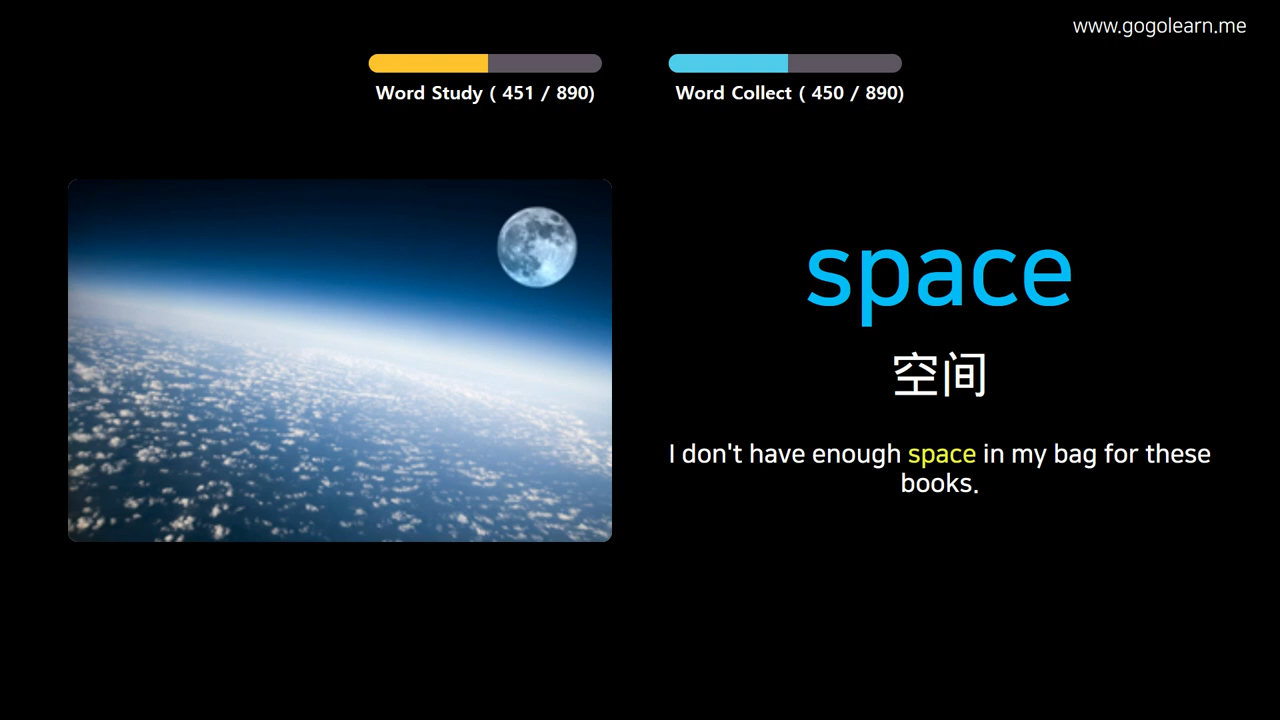 www.gogolearn.me
Word Study ( 451 / 890)
Word Collect ( 450 / 890)
space
空间
I don't have enough space in my bag for these
books.